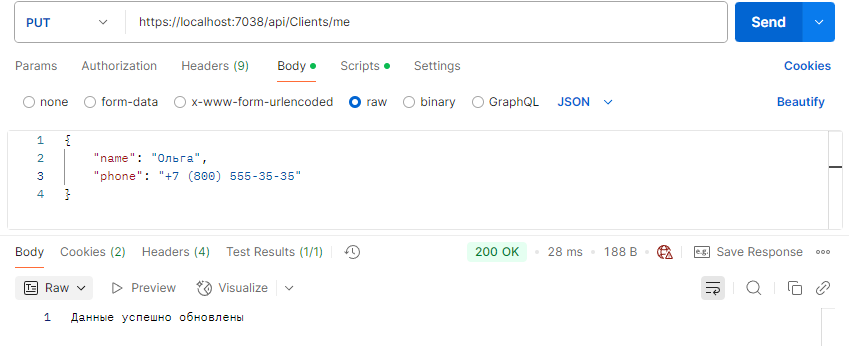 PUT https://localhost:7038/api/Clients/me Send
Params Authorization Headers (9) Body Scripts Settings Cookies
none form-data x-www-form-urlencoded raw binary GraphQL JSON Beautify
1 {
2 "name": "Ольга",
3 "phone": "+7 (800) 555-35-35"
4 }
Body Cookies (2) Headers (4) Test Results (1/1) 200 OK 28 ms 188 B e.g. Save Response
Raw Preview Visualize
1 Данные успешно обновлены